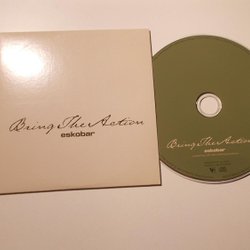 Bring The Action
eskobar
Bring The Action
eskobar